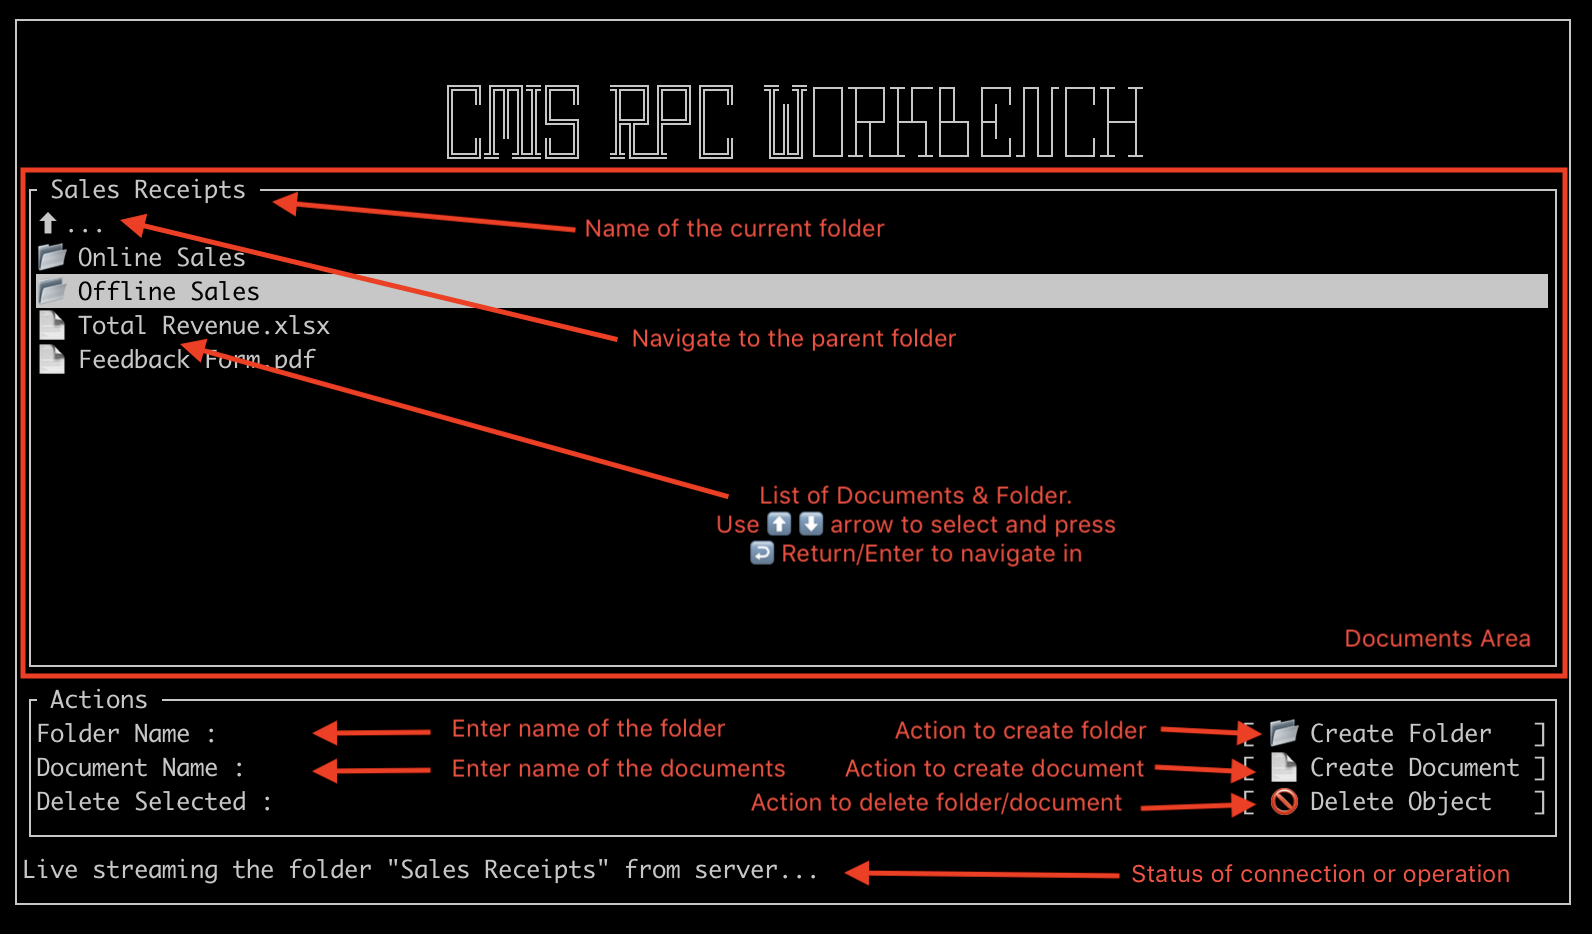 CMIS RPC WORKBENCH
Sales Receipts
...
Name of the current folder
Online Sales
Offline Sales
Total Revenue.xlsx
Navigate to the parent folder
Feedback Form.pdf
List of Documents & Folder.
Use ⬆️ ⬇️ arrow to select and press
↩️ Return/Enter to navigate in
Documents Area
Actions
Folder Name :
Enter name of the folder
Action to create folder
[ Create Folder ]
Document Name :
Enter name of the documents
Action to create document
[ Create Document ]
Delete Selected :
Action to delete folder/document
[ Delete Object ]
Live streaming the folder "Sales Receipts" from server...
Status of connection or operation